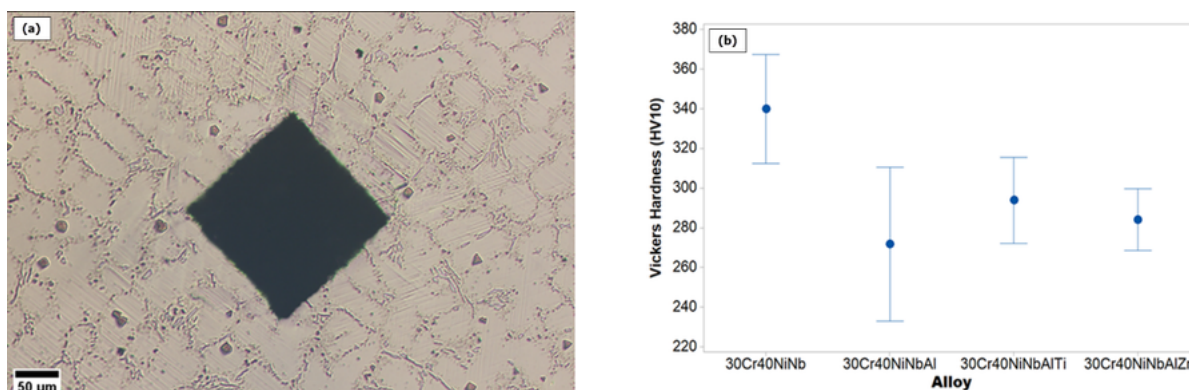 (a)
50 µm
(b)
Vickers Hardness (HV10)
380
360
340
320
300
280
260
240
220
30Cr40NiNb 30Cr40NiNbAl 30Cr40NiNbAlTi 30Cr40NiNbAlZr
Alloy